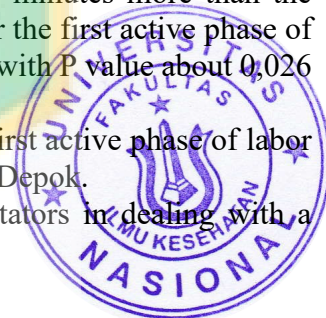 minutes more than the
r the first active phase of
with P value about 0,026
irst active phase of labor
Depok.
tators in dealing with a
UNIVERSITAS
FAKULTAS
ILMU KESEHATAN
NASIONAL